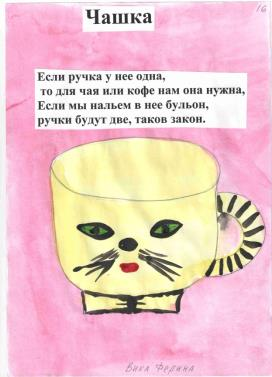 16
Чашка
Если ручка у нее одна,
то для чая или кофе нам она нужна,
Если мы нальем в нее бульон,
ручки будут две, таков закон.
Вика Ферина